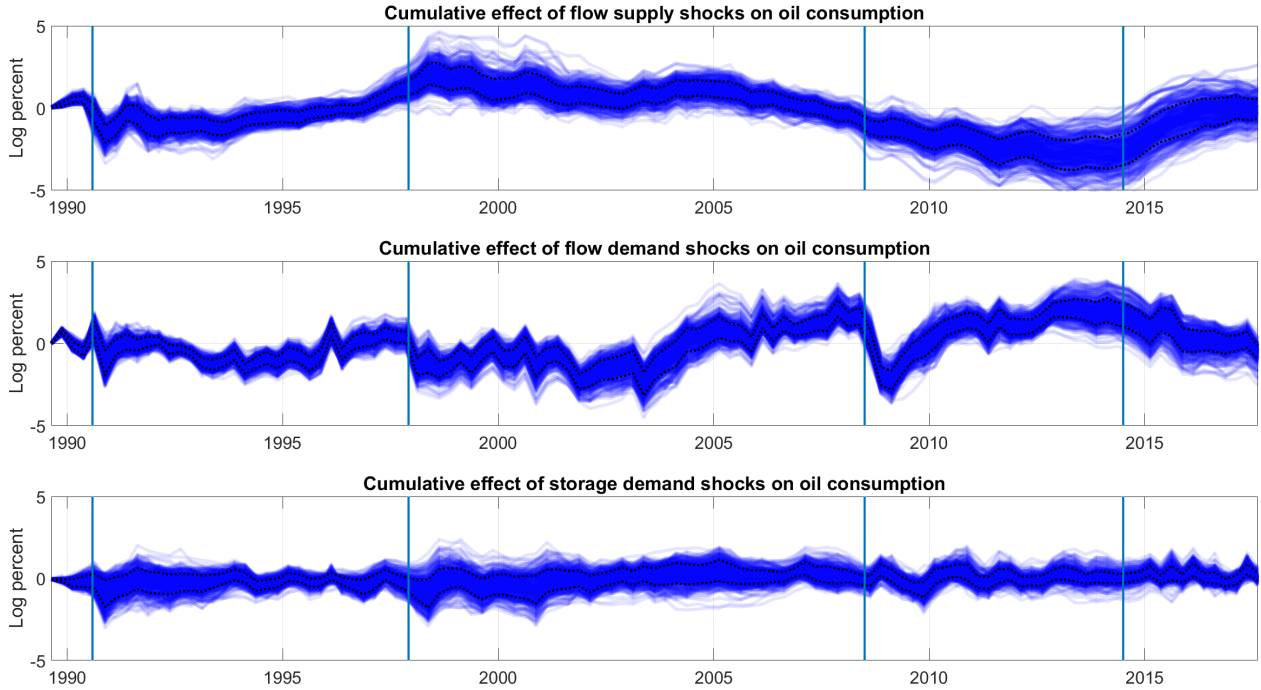 Cumulative effect of flow supply shocks on oil consumption
5
0
-5
Log percent
1990 1995 2000 2005 2010 2015
Cumulative effect of flow demand shocks on oil consumption
5
0
-5
Log percent
1990 1995 2000 2005 2010 2015
Cumulative effect of storage demand shocks on oil consumption
5
0
-5
Log percent
1990 1995 2000 2005 2010 2015